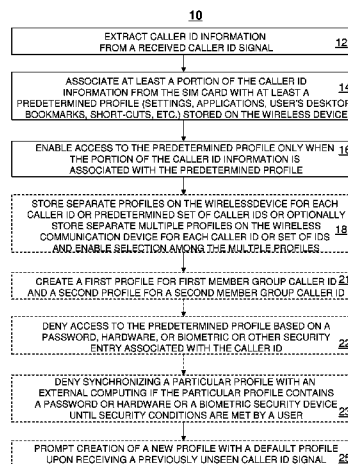 10
EXTRACT CALLER ID INFORMATION
FROM A RECEIVED CALLER ID SIGNAL
12
ASSOCIATE AT LEAST A PORTION OF THE CALLER ID
INFORMATION FROM THE SIM CARD WITH AT LEAST A
PREDETERMINED PROFILE (SETTINGS, APPLICATIONS, USER'S DESKTOP
BOOKMARKS, SHORT-CUTS, ETC.) STORED ON THE WIRELESS DEVICE
14
ENABLE ACCESS TO THE PREDETERMINED PROFILE ONLY WHEN
THE PORTION OF THE CALLER ID INFORMATION IS
ASSOCIATED WITH THE PREDETERMINED PROFILE
16
STORE SEPARATE PROFILES ON THE WIRELESSDEVICE FOR EACH
CALLER ID OR PREDETERMINED SET OF CALLER IDS OR OPTIONALLY
STORE SEPARATE MULTIPLE PROFILES ON THE WIRELESS
COMMUNICATION DEVICE FOR EACH CALLER ID OR SET OF IDS
AND ENABLE SELECTION AMONG THE MULTPLE PROFILES
18
CREATE A FIRST PROFILE FOR FIRST MEMBER GROUP CALLER ID
AND A SECOND PROFILE FOR A SECOND MEMBER GROUP CALLER ID
21
DENY ACCESS TO THE PREDETERMINED PROFILE BASED ON A
PASSWORD, HARDWARE, OR BIOMETRIC OR OTHER SECURITY
ENTRY ASSOCIATED WITH THE CALLER ID
22
DENY SYNCHRONIZING A PARTICULAR PROFILE WITH AN
EXTERNAL COMPUTING IF THE PARTICULAR PROFILE CONTAINS
A PASSWORD OR HARDWARE OR A BIOMETRIC SECURITY DEVICE
UNTIL SECURITY CONDITIONS ARE MET BY A USER
23
PROMPT CREATION OF A NEW PROFILE WITH A DEFAULT PROFILE
UPON RECEIVING A PREVIOUSLY UNSEEN CALLER ID SIGNAL
25